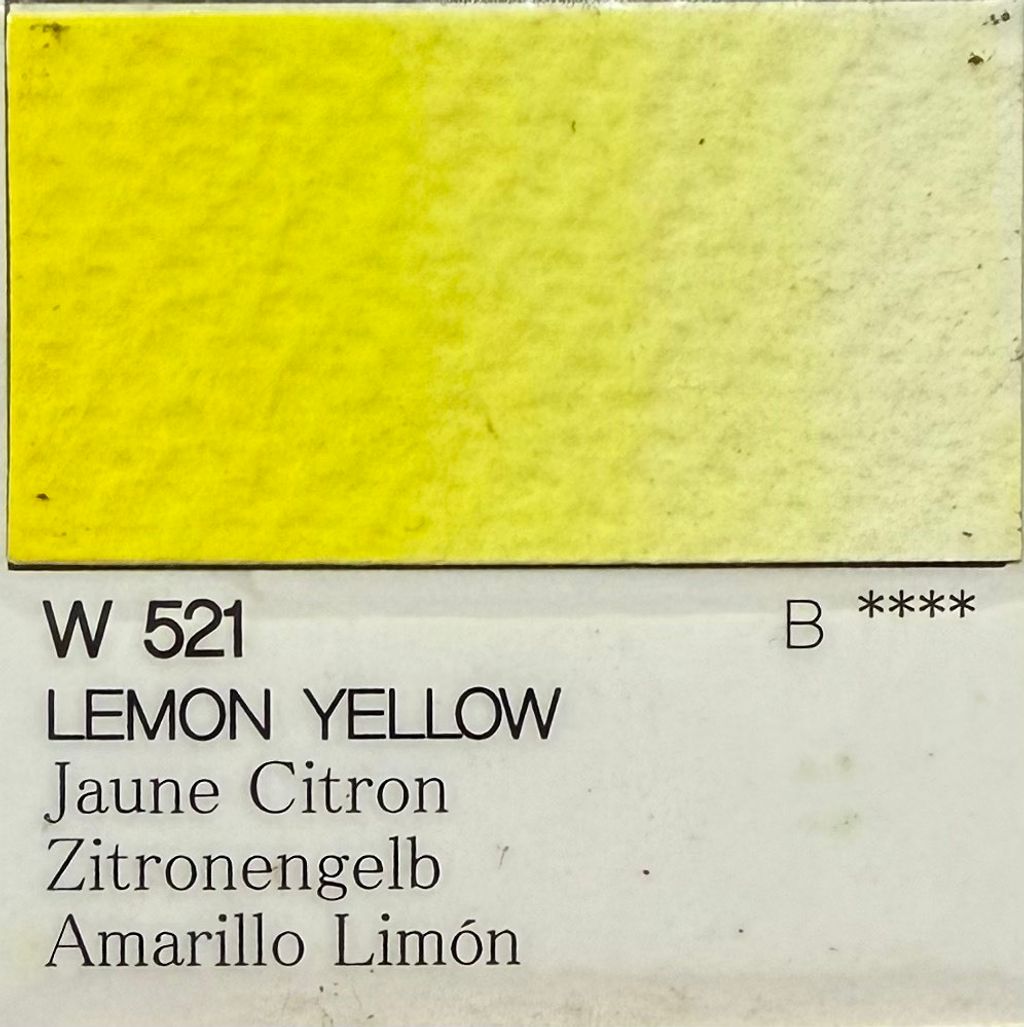 W 521 B ****
LEMON YELLOW
Jaune Citron
Zitronengelb
Amarillo Limón